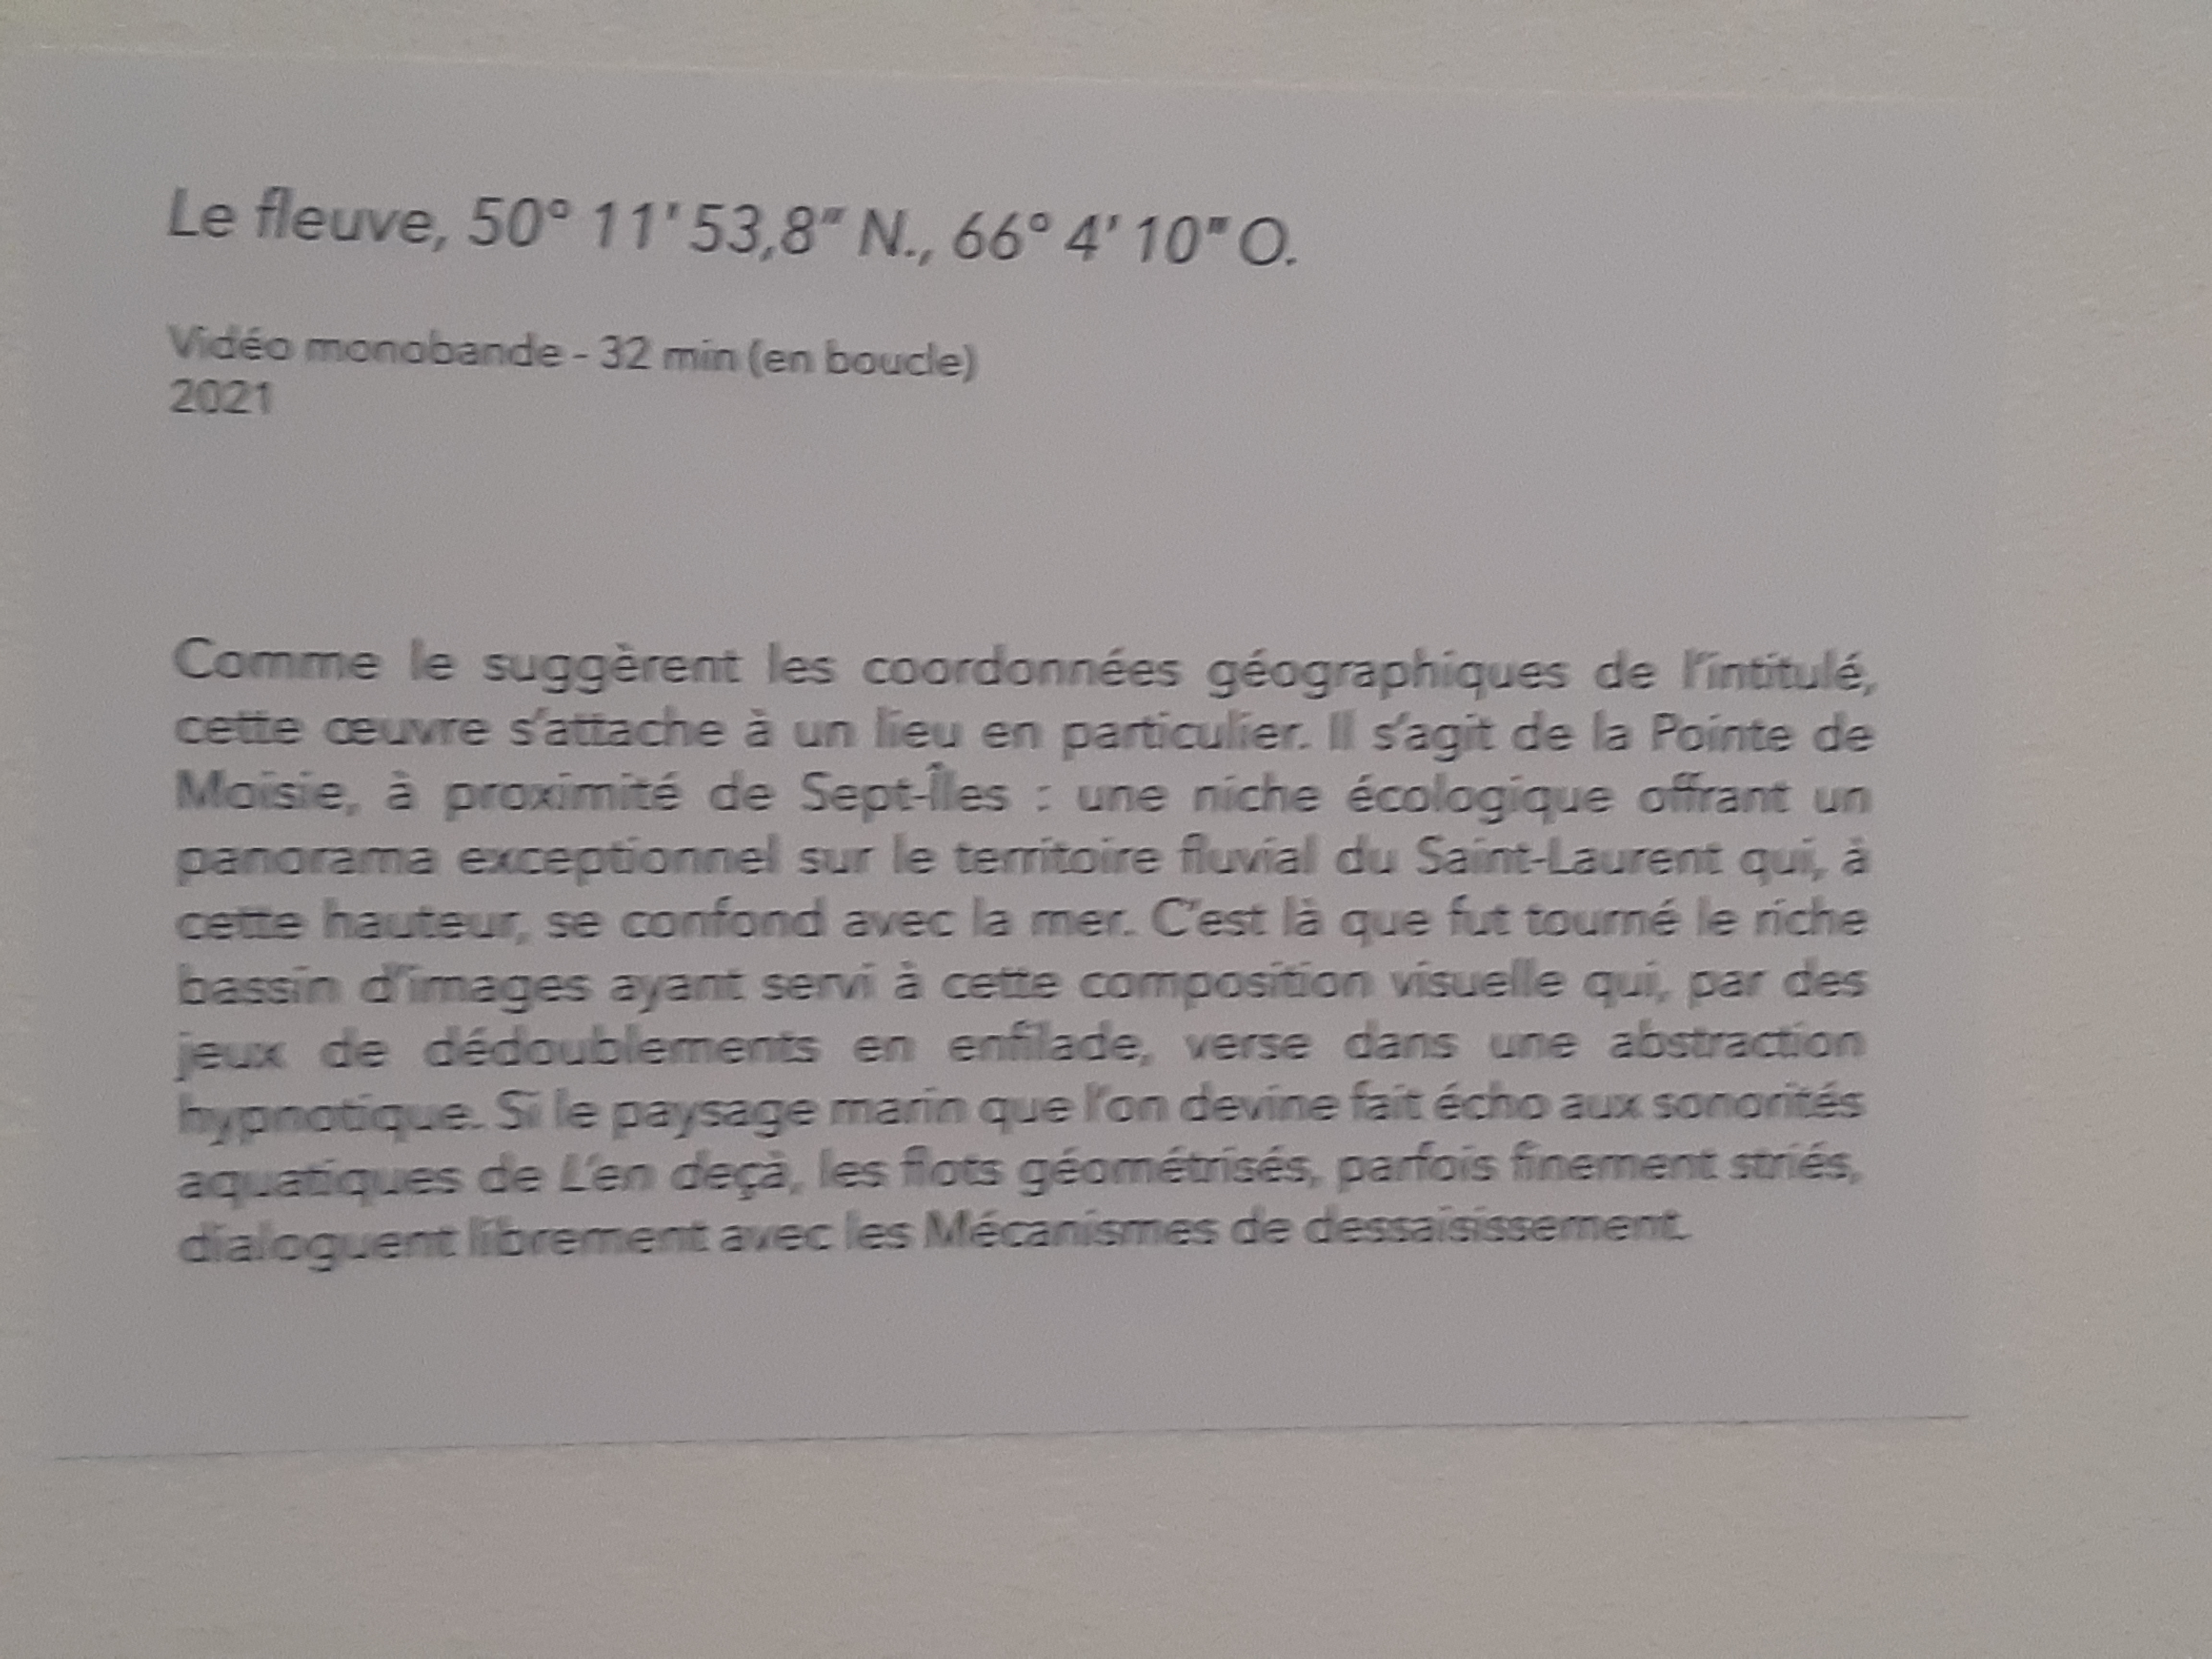 Le fleuve, 50° 11' 53,8" N., 66° 4' 10" O.
Vidéo monobande - 32 min (en boucle)
2021
Comme le suggèrent les coordonnées géographiques de l'intitulé,
cette œuvre s'attache à un lieu en particulier. Il s'agit de la Pointe de
Moisie, à proximité de Sept-Îles : une niche écologique offrant un
panorama exceptionnel sur le territoire fluvial du Saint-Laurent qui, à
cette hauteur, se confond avec la mer. C'est là que fut tourné le riche
bassin d'images ayant servi à cette composition visuelle qui, par des
jeux de dédoublements en enfilade, verse dans une abstraction
hypnotique. Si le paysage marin que l'on devine fait écho aux sonorités
aquatiques de L'en deçà, les flots géométrisés, parfois finement striés,
dialoguent librement avec les Mécanismes de dessaisissement.